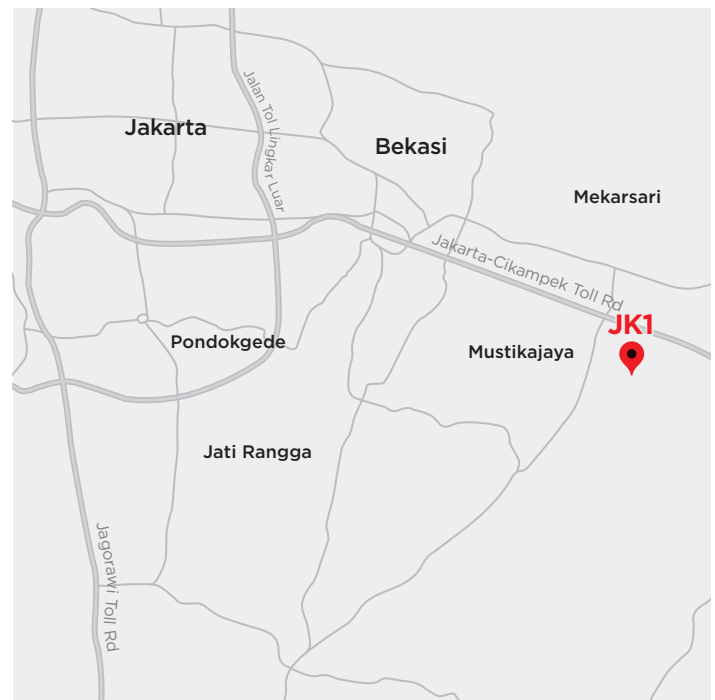 Jakarta
Jalan Tol Lingkar Luar
Bekasi
Mekarsari
Jakarta-Cikampek Toll Rd
JK1
Pondokgede
Mustikajaya
Jati Rangga
Jagorawi Toll Rd